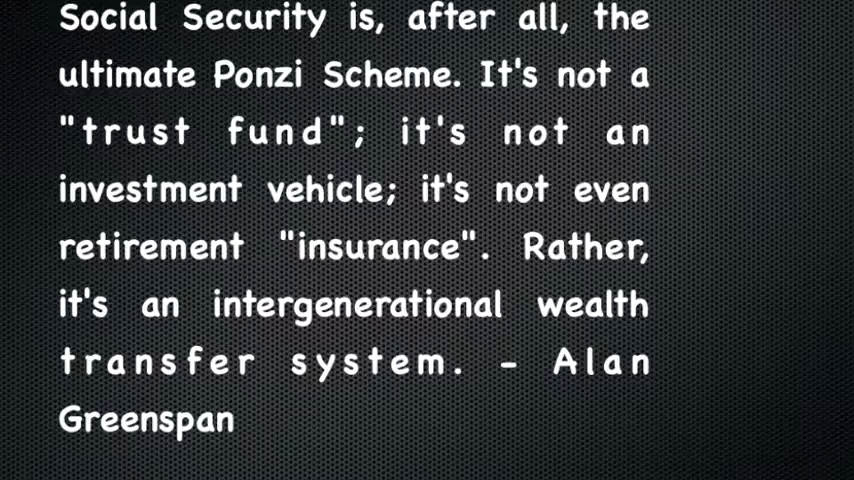 Social Security is, after all, the
ultimate Ponzi Scheme. It's not a
"trust fund"; it's not an
investment vehicle; it's not even
retirement "insurance". Rather,
it's an intergenerational wealth
transfer system. - Alan
Greenspan